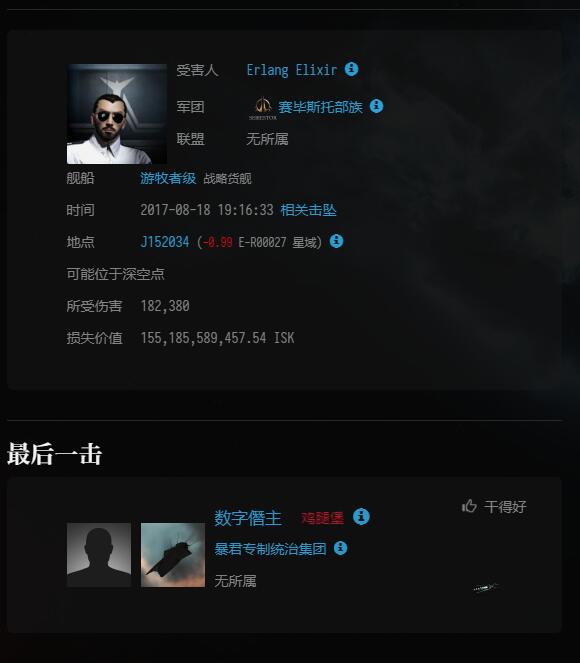 受害人 Erlang Elixir
军团 SEBIESTOR 赛毕斯托部族
联盟 无所属
舰船 游牧者级 战略货舰
时间 2017-08-18 19:16:33 相关击坠
地点 J152034 (-0.99 E-R00027 星域)
可能位于深空点
所受伤害 182,380
损失价值 155,185,589,457.54 ISK
最后一击
干得好
数字僭主 鸡腿堡
暴君专制统治集团
无所属